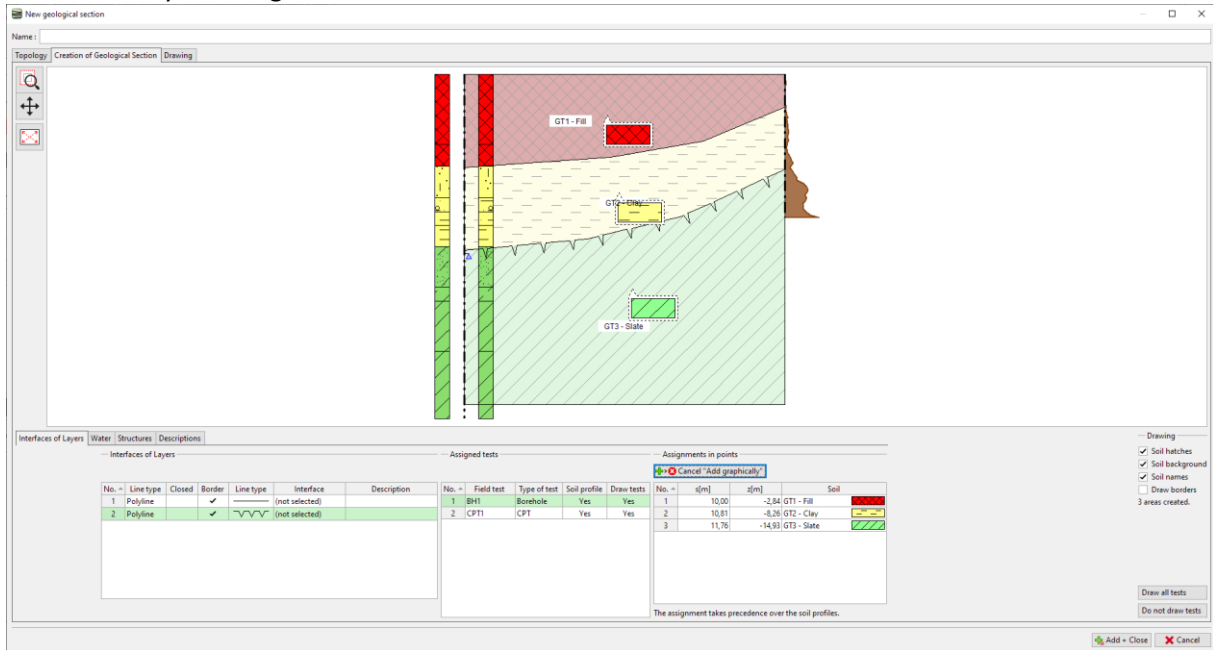 New geological section
Name :
Topology Creation of Geological Section Drawing
GT1 - Fill
GT2 - Clay
GT3 - Slate
Interfaces of Layers Water Structures Descriptions
Interfaces of Layers
No. Line type Closed Border Line type Interface Description
1 Polyline (not selected)
2 Polyline (not selected)
Assigned tests
No. Field test Type of test Soil profile Draw tests
1 BH1 Borehole Yes Yes
2 CPT1 CPT Yes Yes
Assignments in points
Cancel "Add graphically"
No. s[m] z[m] Soil
1 10,00 -2,84 GT1 - Fill
2 10,81 -8,26 GT2 - Clay
3 11,76 -14,93 GT3 - Slate
The assignment takes precedence over the soil profiles.
Drawing
Soil hatches
Soil background
Soil names
Draw borders
3 areas created.
Draw all tests
Do not draw tests
Add + Close Cancel